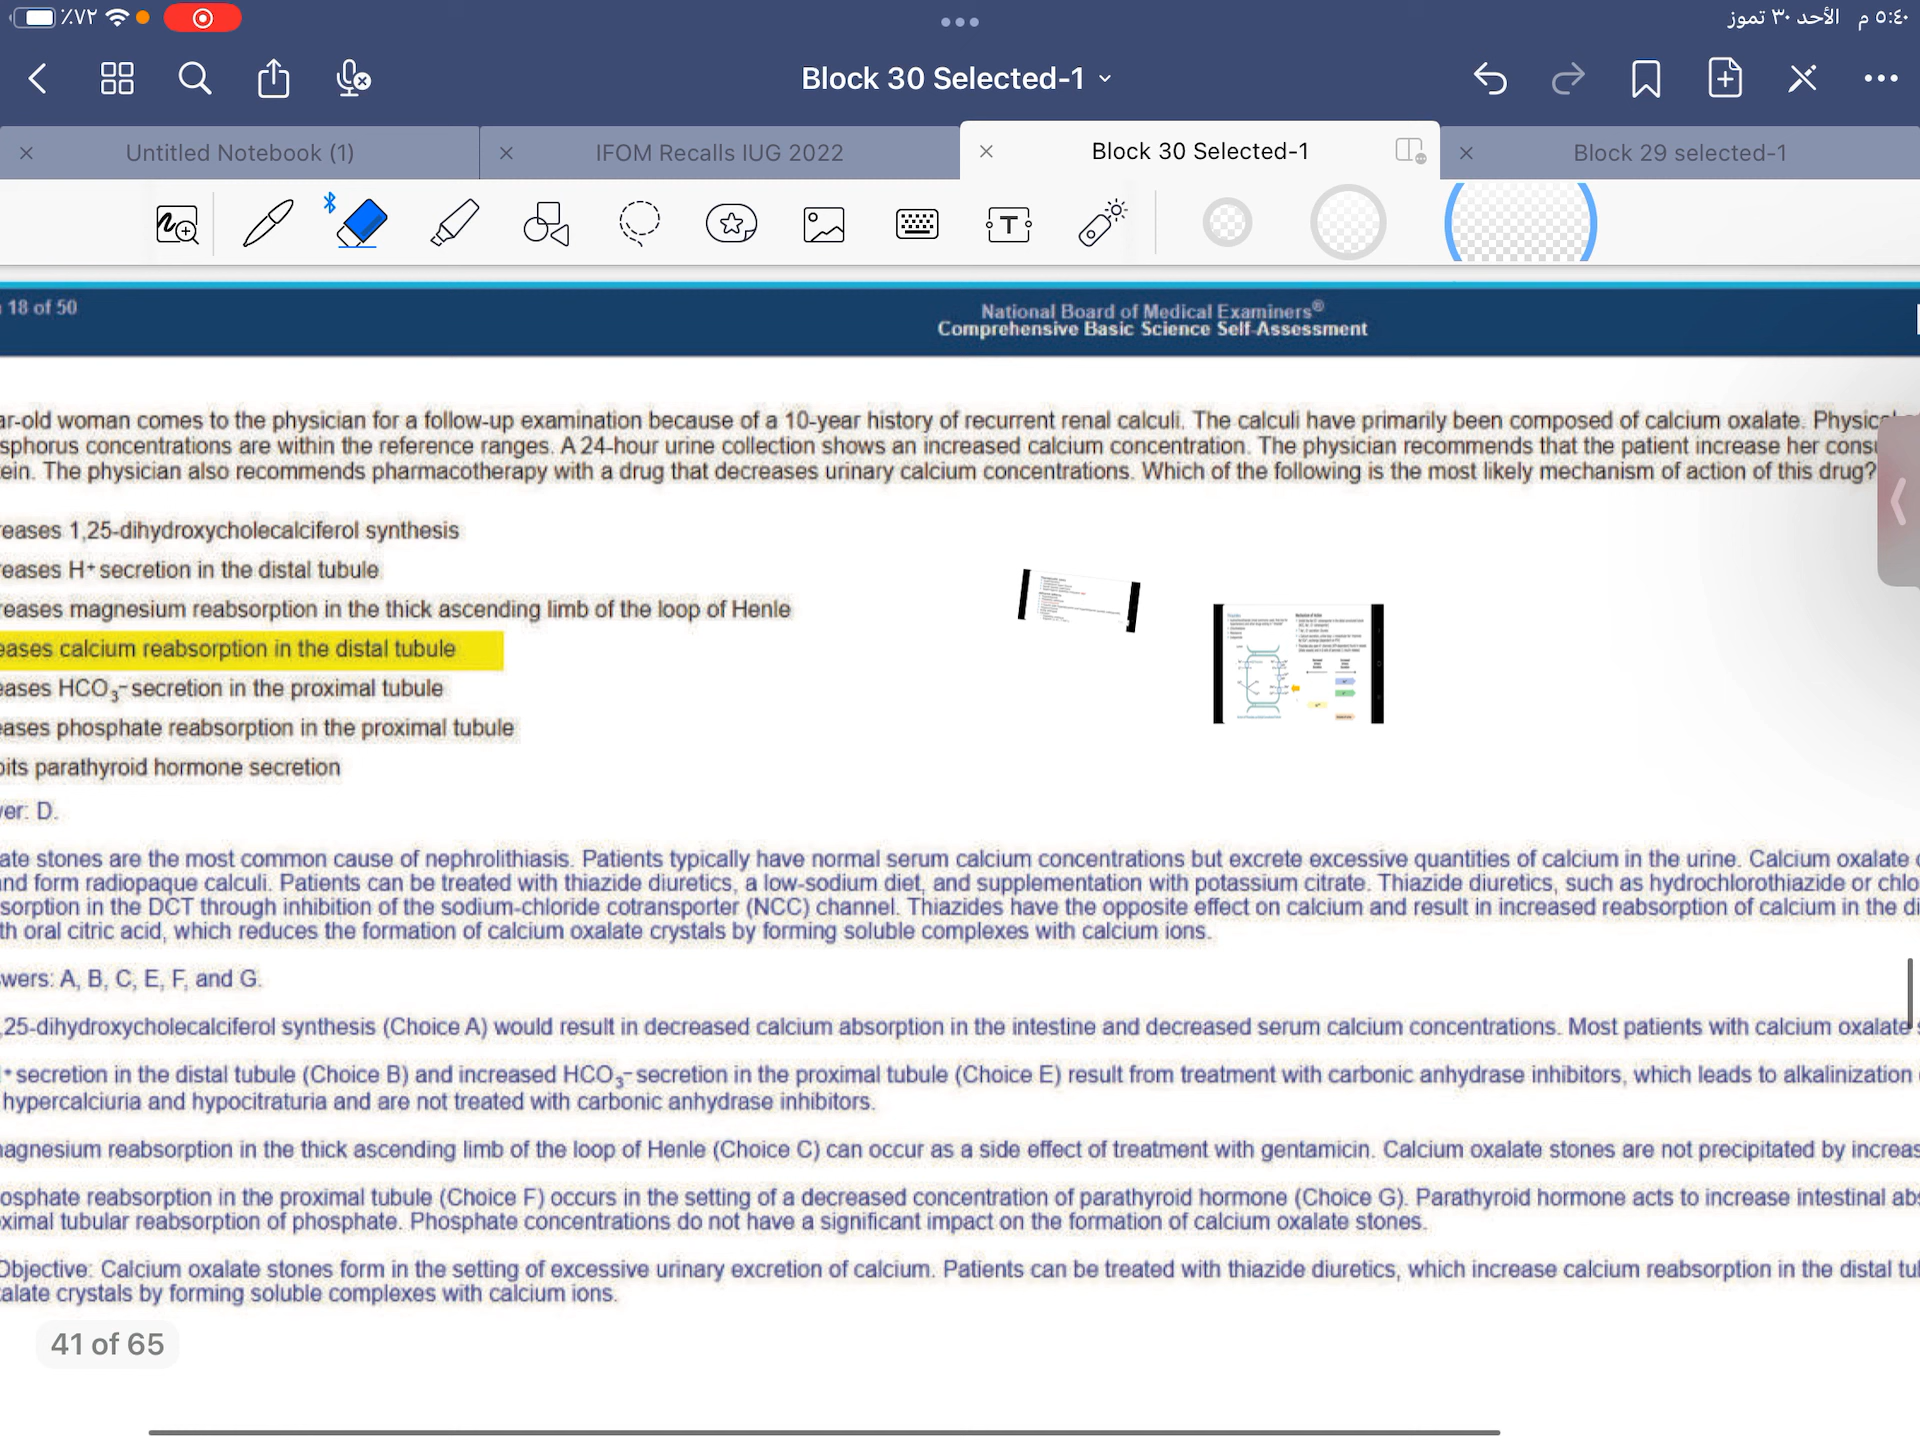 ٪٧٢
٥:٤٠ م الأحد ٣٠ تموز
Block 30 Selected-1
Untitled Notebook (1)
IFOM Recalls IUG 2022
Block 30 Selected-1
Block 29 selected-1
18 of 50
National Board of Medical Examiners®
Comprehensive Basic Science Self-Assessment
ar-old woman comes to the physician for a follow-up examination because of a 10-year history of recurrent renal calculi. The calculi have primarily been composed of calcium oxalate. Physical
sphorus concentrations are within the reference ranges. A 24-hour urine collection shows an increased calcium concentration. The physician recommends that the patient increase her consu
ein. The physician also recommends pharmacotherapy with a drug that decreases urinary calcium concentrations. Which of the following is the most likely mechanism of action of this drug?
reases 1,25-dihydroxycholecalciferol synthesis
reases H+ secretion in the distal tubule
reases magnesium reabsorption in the thick ascending limb of the loop of Henle
eases calcium reabsorption in the distal tubule
eases HCO3- secretion in the proximal tubule
eases phosphate reabsorption in the proximal tubule
bits parathyroid hormone secretion
er: D.
ate stones are the most common cause of nephrolithiasis. Patients typically have normal serum calcium concentrations but excrete excessive quantities of calcium in the urine. Calcium oxalate
nd form radiopaque calculi. Patients can be treated with thiazide diuretics, a low-sodium diet, and supplementation with potassium citrate. Thiazide diuretics, such as hydrochlorothiazide or chlo
sorption in the DCT through inhibition of the sodium-chloride cotransporter (NCC) channel. Thiazides have the opposite effect on calcium and result in increased reabsorption of calcium in the di
th oral citric acid, which reduces the formation of calcium oxalate crystals by forming soluble complexes with calcium ions.
wers: A, B, C, E, F, and G.
,25-dihydroxycholecalciferol synthesis (Choice A) would result in decreased calcium absorption in the intestine and decreased serum calcium concentrations. Most patients with calcium oxalate s
+ secretion in the distal tubule (Choice B) and increased HCO3- secretion in the proximal tubule (Choice E) result from treatment with carbonic anhydrase inhibitors, which leads to alkalinization
hypercalciuria and hypocitraturia and are not treated with carbonic anhydrase inhibitors.
agnesium reabsorption in the thick ascending limb of the loop of Henle (Choice C) can occur as a side effect of treatment with gentamicin. Calcium oxalate stones are not precipitated by increas
osphate reabsorption in the proximal tubule (Choice F) occurs in the setting of a decreased concentration of parathyroid hormone (Choice G). Parathyroid hormone acts to increase intestinal abs
ximal tubular reabsorption of phosphate. Phosphate concentrations do not have a significant impact on the formation of calcium oxalate stones.
Objective: Calcium oxalate stones form in the setting of excessive urinary excretion of calcium. Patients can be treated with thiazide diuretics, which increase calcium reabsorption in the distal tul
alate crystals by forming soluble complexes with calcium ions.
41 of 65